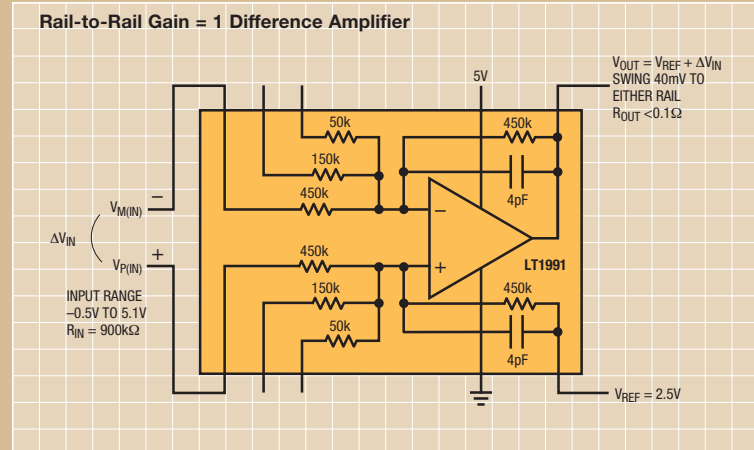 Rail-to-Rail Gain = 1 Difference Amplifier
5V
VOUT = VREF + ΔVIN
SWING 40mV TO
EITHER RAIL
ROUT <0.1Ω
50k
150k
450k
450k
4pF
VM(IN)
–
ΔVIN
VP(IN)
+
INPUT RANGE
–0.5V TO 5.1V
RIN = 900kΩ
–
+
LT1991
450k
150k
50k
450k
4pF
VREF = 2.5V